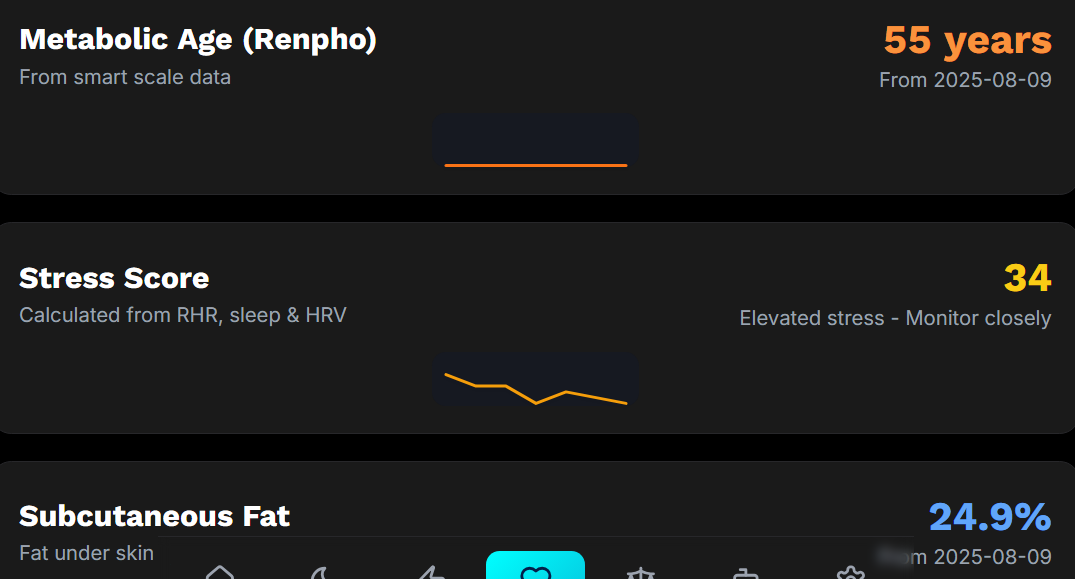 Metabolic Age (Renpho)
55 years
From smart scale data
From 2025-08-09
Stress Score
34
Calculated from RHR, sleep & HRV
Elevated stress - Monitor closely
Subcutaneous Fat
24.9%
Fat under skin
2025-08-09